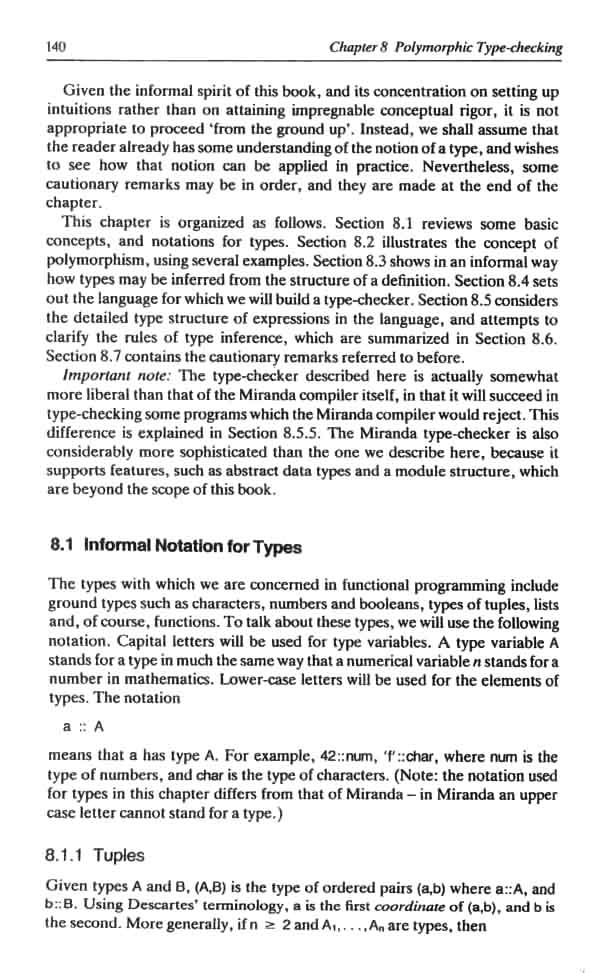 140
Chapter 8 Polymorphic Type-checking
Given the informal spirit of this book, and its concentration on setting up
intuitions rather than on attaining impregnable conceptual rigor, it is not
appropriate to proceed ‘from the ground up’. Instead, we shall assume that
the reader already has some understanding of the notion of a type, and wishes
to see how that notion can be applied in practice. Nevertheless, some
cautionary remarks may be in order, and they are made at the end of the
chapter.
This chapter is organized as follows. Section 8.1 reviews some basic
concepts, and notations for types. Section 8.2 illustrates the concept of
polymorphism, using several examples. Section 8.3 shows in an informal way
how types may be inferred from the structure of a definition. Section 8.4 sets
out the language for which we will build a type-checker. Section 8.5 considers
the detailed type structure of expressions in the language, and attempts to
clarify the rules of type inference, which are summarized in Section 8.6.
Section 8.7 contains the cautionary remarks referred to before.
Important note: The type-checker described here is actually somewhat
more liberal than that of the Miranda compiler itself, in that it will succeed in
type-checking some programs which the Miranda compiler would reject. This
difference is explained in Section 8.5.5. The Miranda type-checker is also
considerably more sophisticated than the one we describe here, because it
supports features, such as abstract data types and a module structure, which
are beyond the scope of this book.
8.1 Informal Notation for Types
The types with which we are concerned in functional programming include
ground types such as characters, numbers and booleans, types of tuples, lists
and, of course, functions. To talk about these types, we will use the following
notation. Capital letters will be used for type variables. A type variable A
stands for a type in much the same way that a numerical variable n stands for a
number in mathematics. Lower-case letters will be used for the elements of
types. The notation
a :: A
means that a has type A. For example, 42::num, 'f'::char, where num is the
type of numbers, and char is the type of characters. (Note: the notation used
for types in this chapter differs from that of Miranda – in Miranda an upper
case letter cannot stand for a type.)
8.1.1 Tuples
Given types A and B, (A,B) is the type of ordered pairs (a,b) where a::A, and
b::B. Using Descartes’ terminology, a is the first coordinate of (a,b), and b is
the second. More generally, if n ≥ 2 and A₁,. . .,Aₙ are types, then